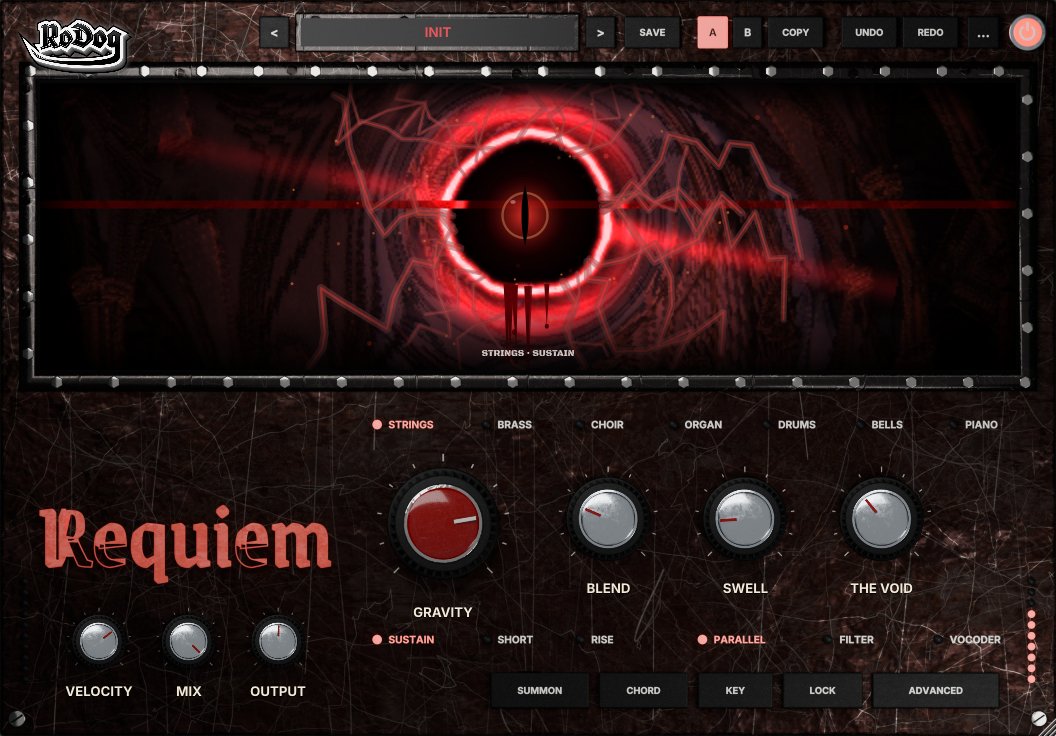 RoDog
<
INIT
>
SAVE
A
B
COPY
UNDO
REDO
...
STRINGS · SUSTAIN
STRINGS
BRASS
CHOIR
ORGAN
DRUMS
BELLS
PIANO
Requiem
GRAVITY
BLEND
SWELL
THE VOID
SUSTAIN
SHORT
RISE
PARALLEL
FILTER
VOCODER
VELOCITY
MIX
OUTPUT
SUMMON
CHORD
KEY
LOCK
ADVANCED